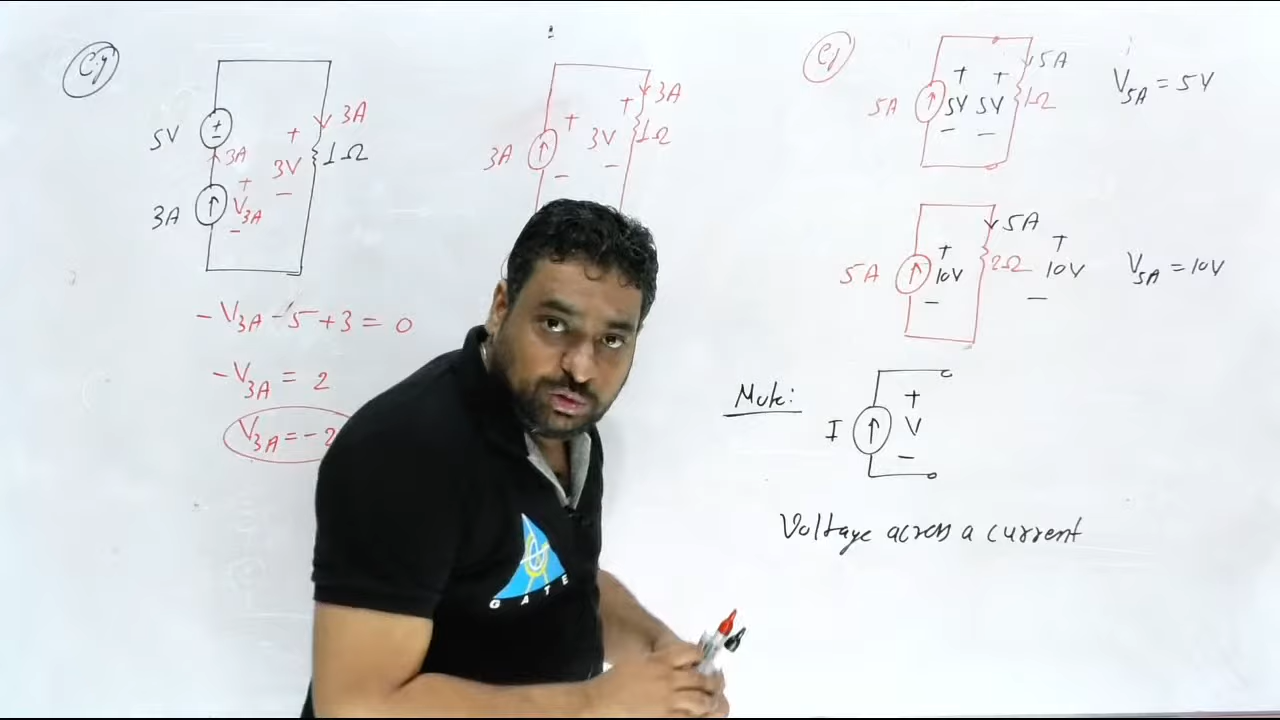 Eg
5V
+
-
3A
3A
+
V3A
-
+
3V
-
3A
1Ω
-V3A -5 +3 = 0
-V3A = 2
V3A = -2
3A
+
-
+
3V
-
3A
1Ω
Eg
5A
+
5V
-
+
5V
-
5A
1Ω
V5A = 5V
5A
+
10V
-
5A
2Ω
+
10V
-
V5A = 10V
Note:
I
+
V
-
Voltage across a current
GATE